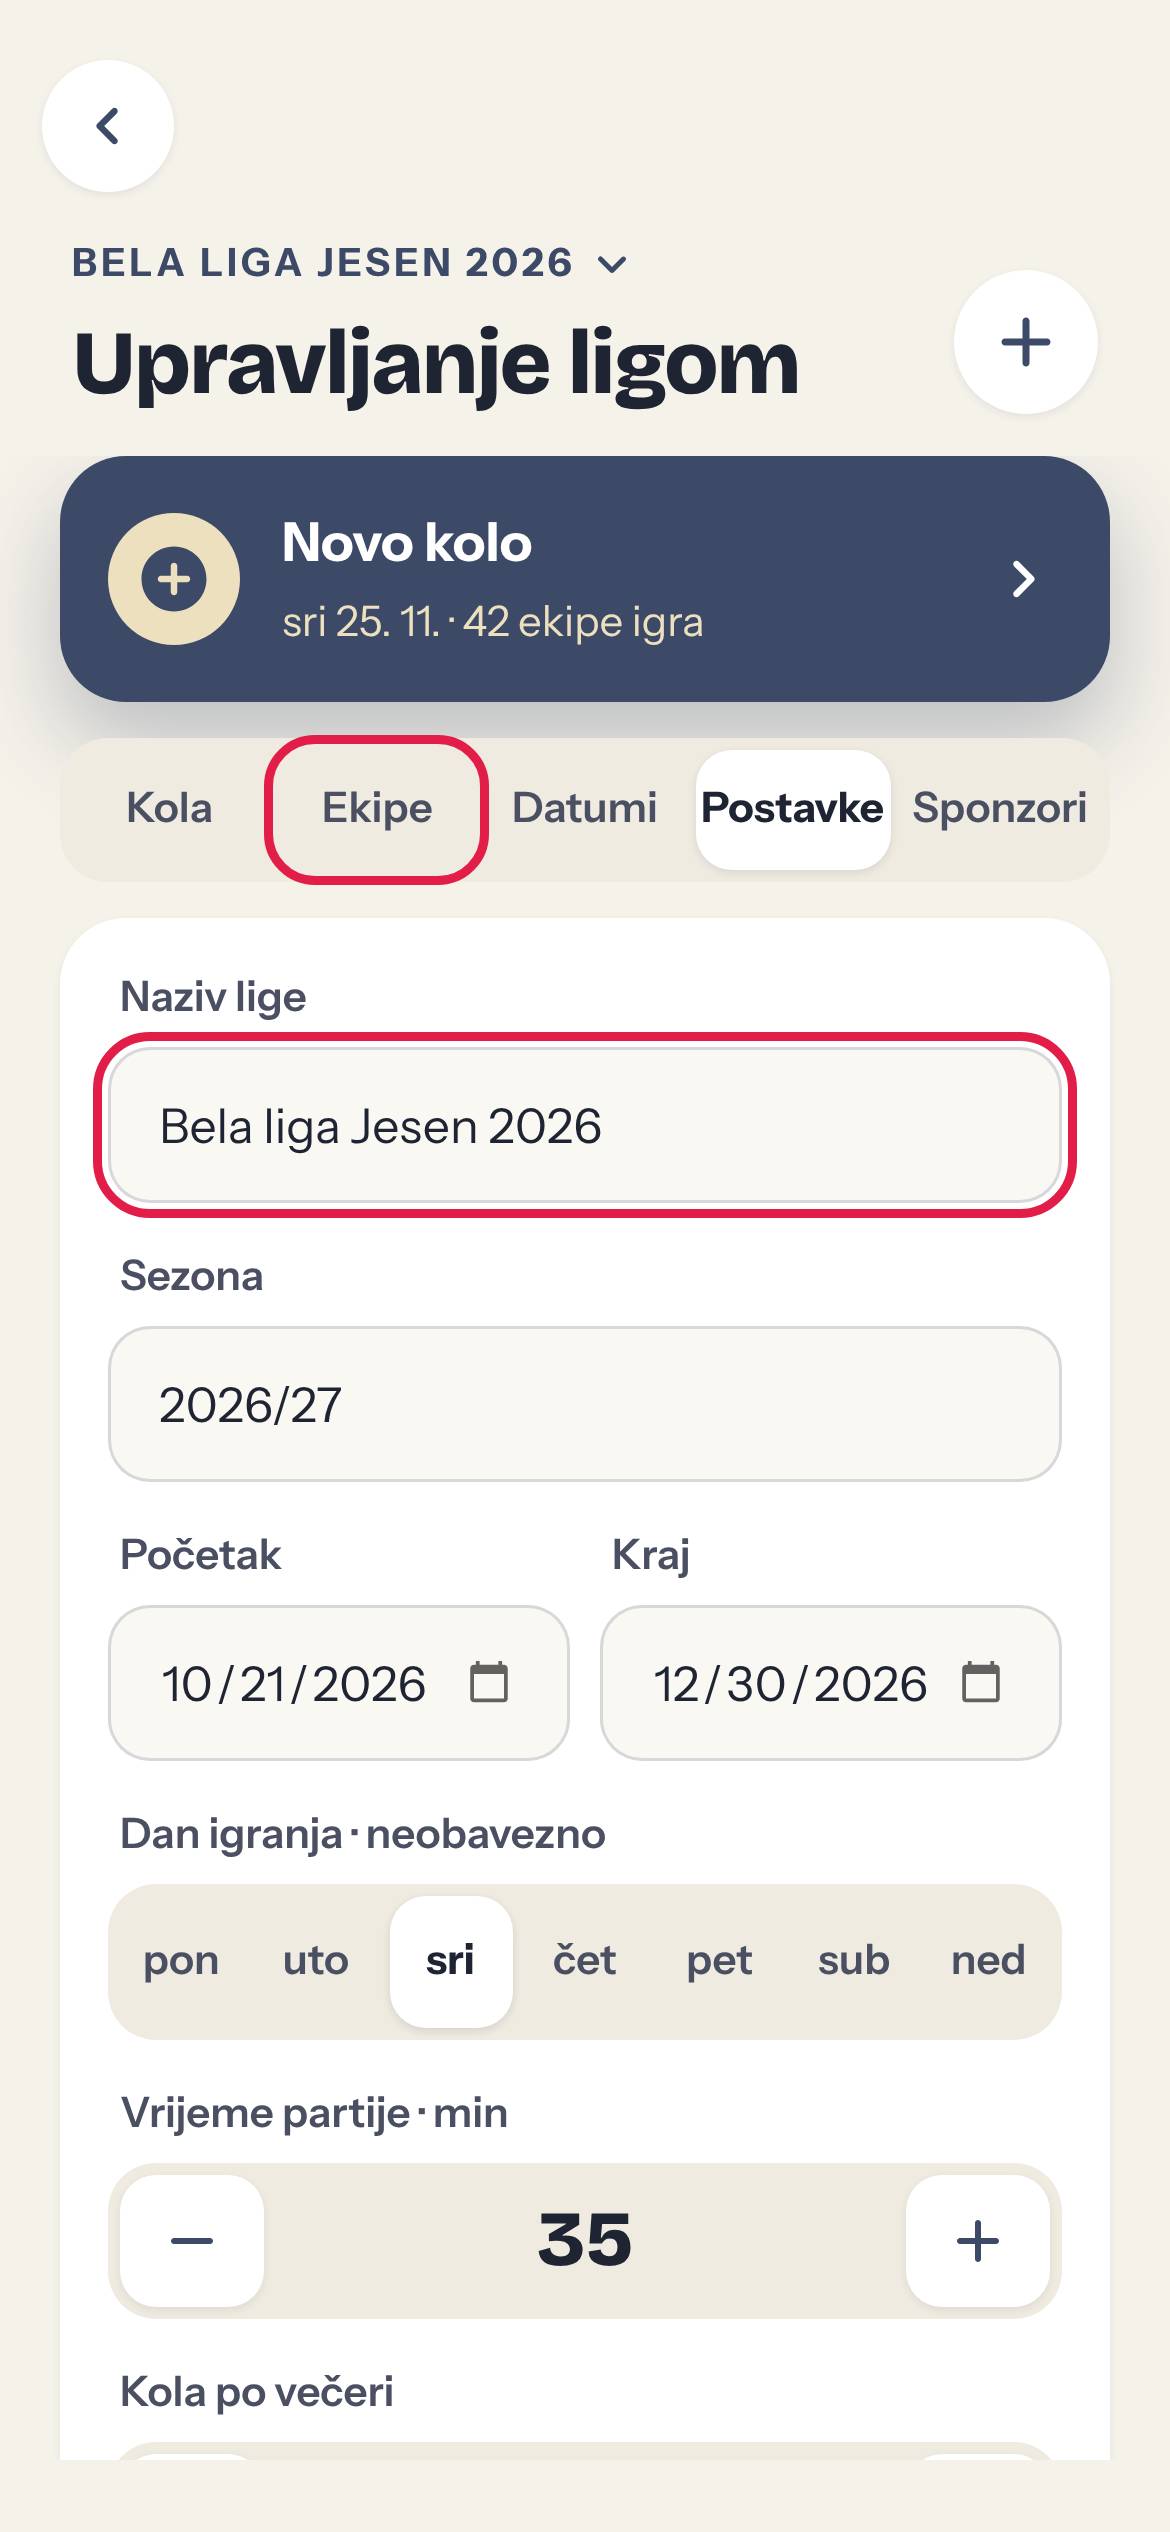 BELA LIGA JESEN 2026
Upravljanje ligom
Novo kolo
sri 25. 11. · 42 ekipe igra
Kola Ekipe Datumi Postavke Sponzori
Naziv lige
Bela liga Jesen 2026
Sezona
2026/27
Početak Kraj
10/21/2026 12/30/2026
Dan igranja · neobavezno
pon uto sri čet pet sub ned
Vrijeme partije · min
35
Kola po večeri